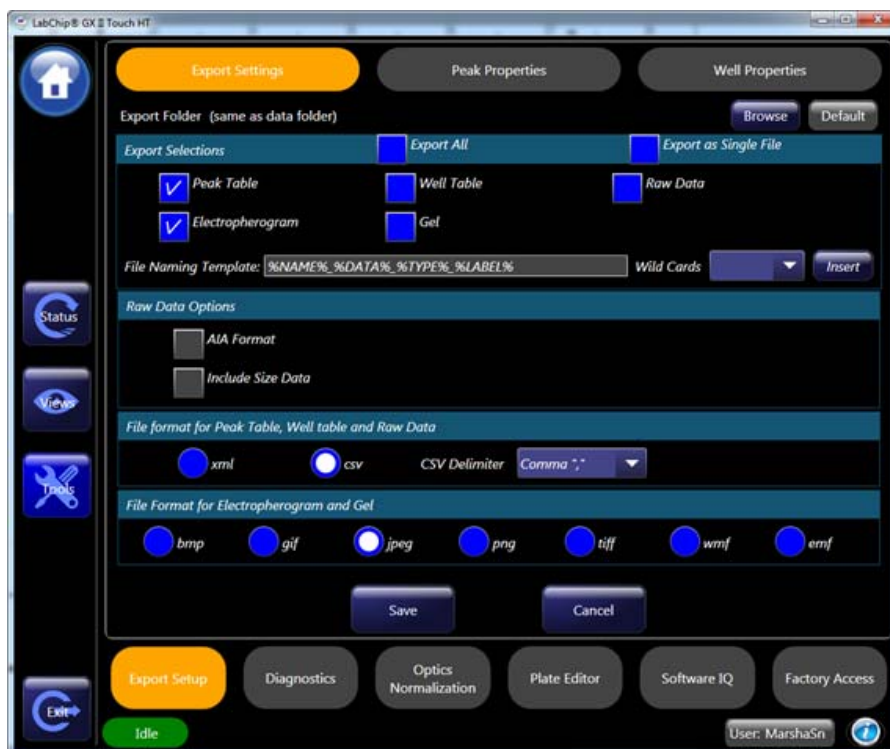 LabChip® GX II Touch HT
Export Settings
Peak Properties
Well Properties
Export Folder (same as data folder)
Browse
Default
Export Selections
Export All
Export as Single File
Peak Table
Well Table
Raw Data
Electropherogram
Gel
File Naming Template: %NAME%_%DATA%_%TYPE%_%LABEL%
Wild Cards
Insert
Raw Data Options
AIA Format
Include Size Data
File format for Peak Table, Well table and Raw Data
xml
csv
CSV Delimiter
Comma ","
File Format for Electropherogram and Gel
bmp
gif
jpeg
png
tiff
wmf
emf
Save
Cancel
Status
Views
Tools
Exit
Export Setup
Diagnostics
Optics
Normalization
Plate Editor
Software IQ
Factory Access
Idle
User: MarshaSn